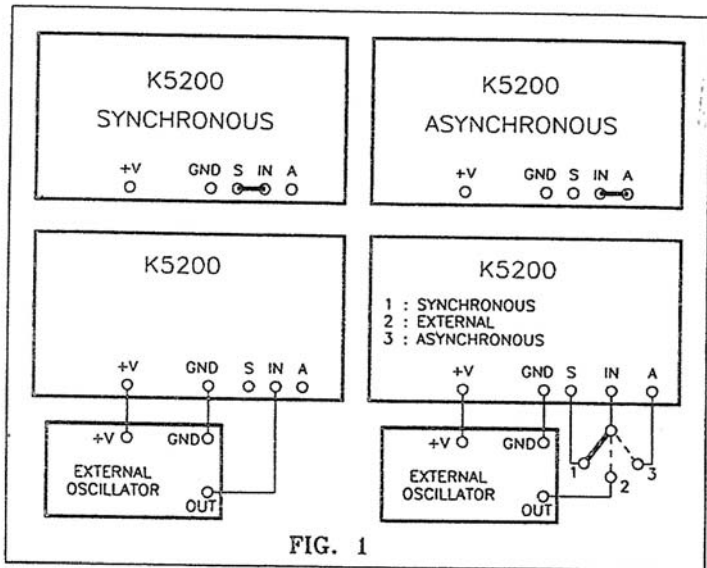 K5200
SYNCHRONOUS
+V GND S IN A
K5200
ASYNCHRONOUS
+V GND S IN A
K5200
+V GND S IN A
+V GND
EXTERNAL
OSCILLATOR
OUT
K5200
1 : SYNCHRONOUS
2 : EXTERNAL
3 : ASYNCHRONOUS
+V GND S IN A
+V GND
1 3
EXTERNAL
OSCILLATOR
2
OUT
FIG. 1